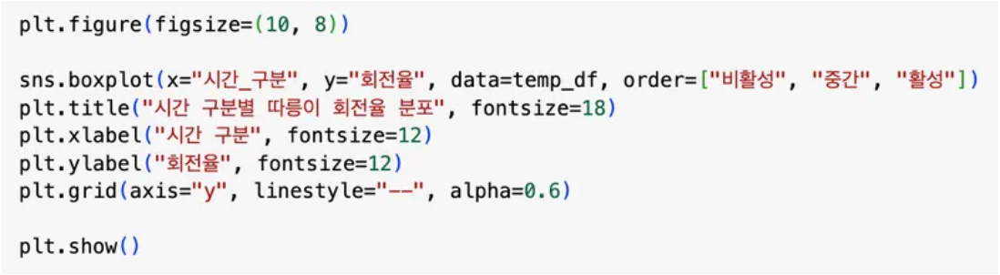 plt.figure(figsize=(10, 8))
sns.boxplot(x="시간_구분", y="회전율", data=temp_df, order=["비활성", "중간", "활성"])
plt.title("시간 구분별 따릉이 회전율 분포", fontsize=18)
plt.xlabel("시간 구분", fontsize=12)
plt.ylabel("회전율", fontsize=12)
plt.grid(axis="y", linestyle="--", alpha=0.6)
plt.show()